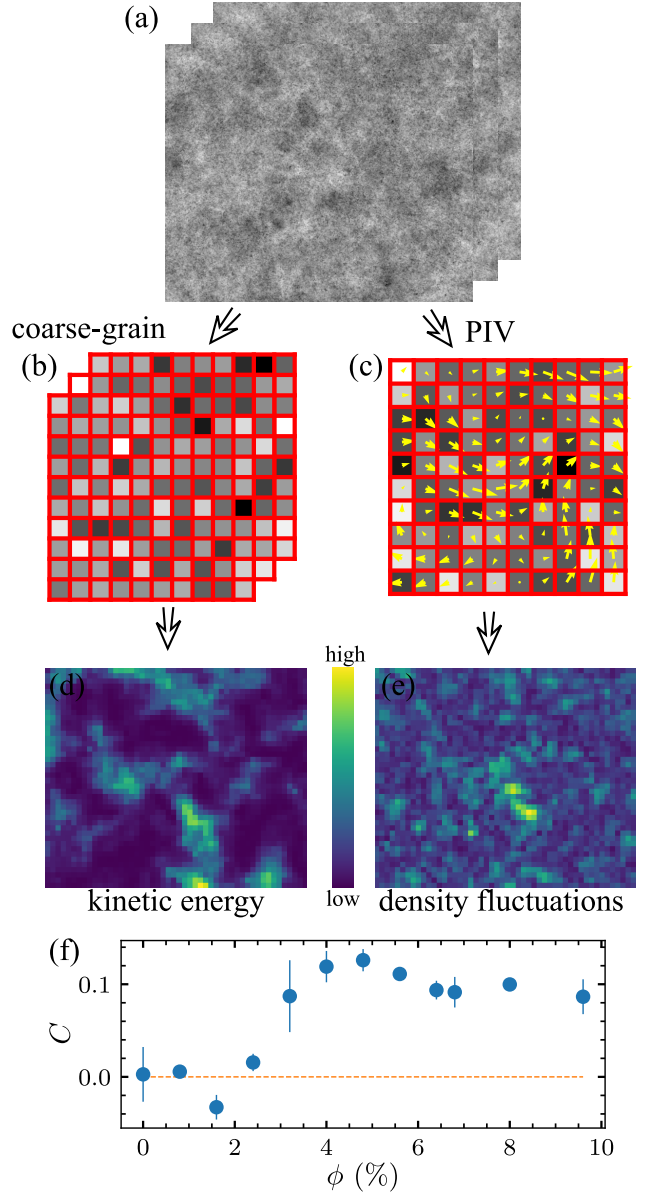 (a)
coarse-grain
PIV
(b)
(c)
high
(d)
(e)
low
kinetic energy
density fluctuations
(f)
0.1
0.0
C
0
2
4
6
8
10
ϕ (%)